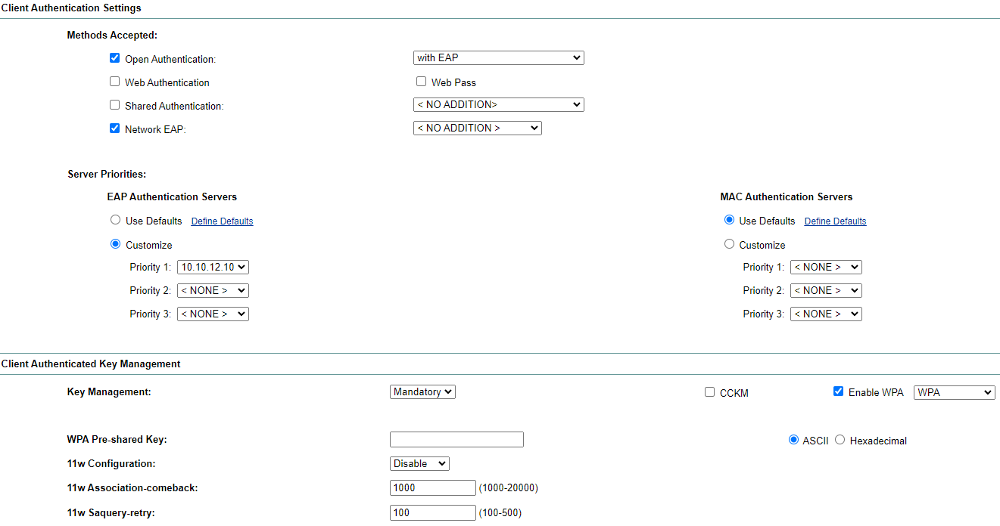 Client Authentication Settings
Methods Accepted:
Open Authentication: with EAP
Web Authentication Web Pass
Shared Authentication: < NO ADDITION>
Network EAP: < NO ADDITION >
Server Priorities:
EAP Authentication Servers MAC Authentication Servers
Use Defaults Define Defaults Use Defaults Define Defaults
Customize Customize
Priority 1: 10.10.12.10 Priority 1: < NONE >
Priority 2: < NONE > Priority 2: < NONE >
Priority 3: < NONE > Priority 3: < NONE >
Client Authenticated Key Management
Key Management: Mandatory CCKM Enable WPA WPA
WPA Pre-shared Key: ASCII Hexadecimal
11w Configuration: Disable
11w Association-comeback: 1000 (1000-20000)
11w Saquery-retry: 100 (100-500)